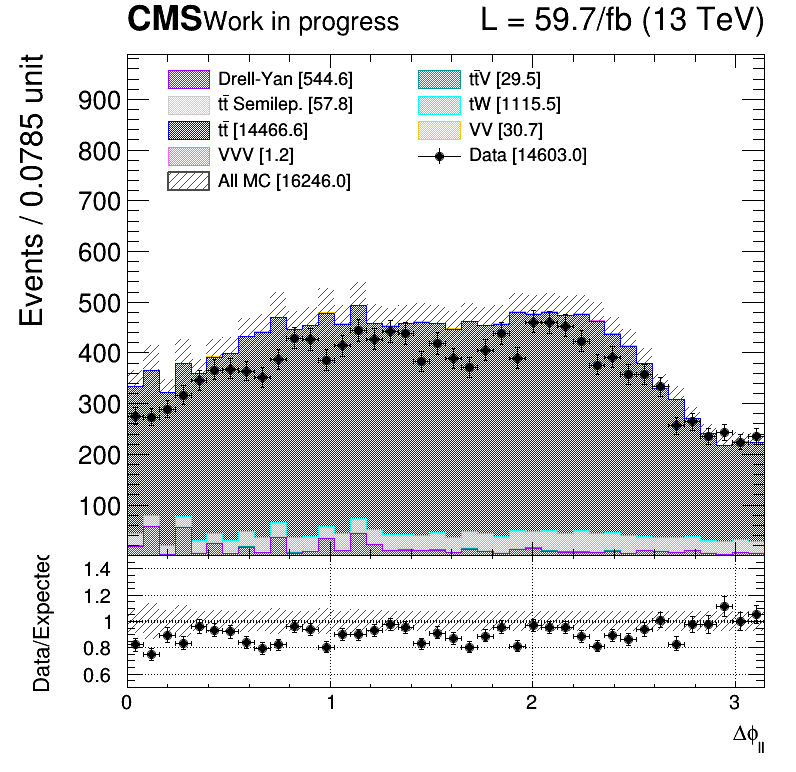 CMS Work in progress L = 59.7/fb (13 TeV)
Events / 0.0785 unit
Drell-Yan [544.6]
tt̄ Semilep. [57.8]
tt̄ [14466.6]
VVV [1.2]
All MC [16246.0]
tt̄V [29.5]
tW [1115.5]
VV [30.7]
Data [14603.0]
900
800
700
600
500
400
300
200
100
Data/Expected
1.4
1.2
1
0.8
0.6
0 1 2 3
Δϕ_ll